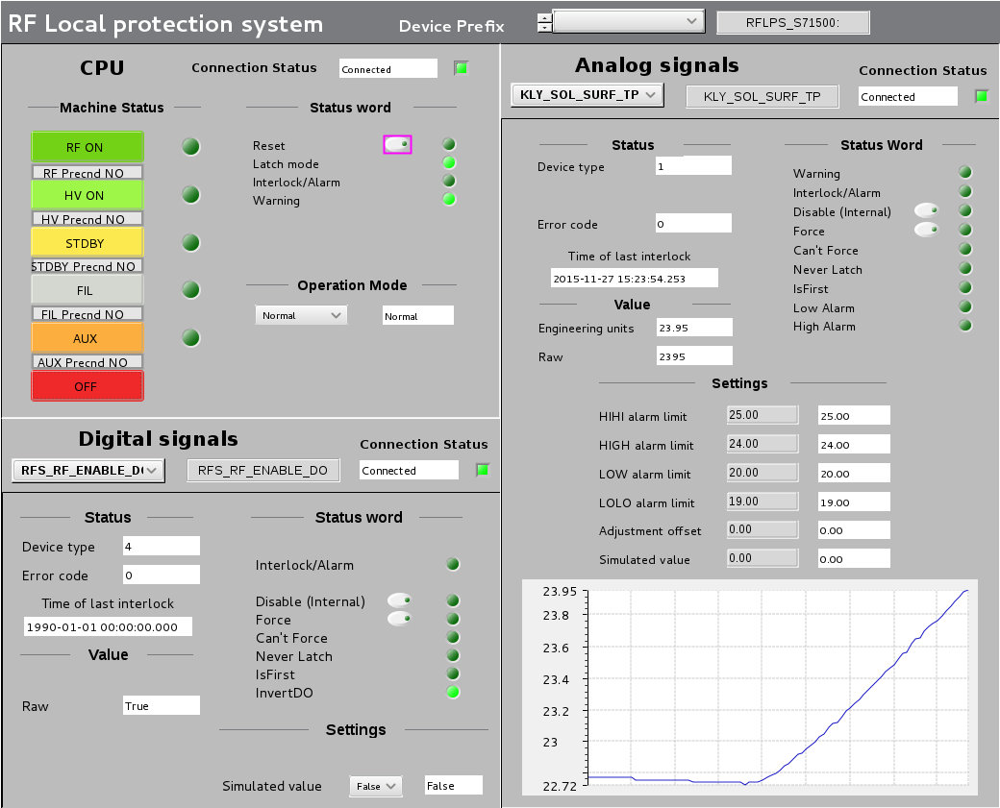 RF Local protection system
Device Prefix
RFLPS_S71500:
CPU
Connection Status
Connected
Machine Status
RF ON
RF Precnd NO
HV ON
HV Precnd NO
STDBY
STDBY Precnd NO
FIL
FIL Precnd NO
AUX
AUX Precnd NO
OFF
Status word
Reset
Latch mode
Interlock/Alarm
Warning
Operation Mode
Normal
Normal
Digital signals
Connection Status
RFS_RF_ENABLE_D
RFS_RF_ENABLE_DO
Connected
Status
Device type
4
Error code
0
Time of last interlock
1990-01-01 00:00:00.000
Value
Raw
True
Status word
Interlock/Alarm
Disable (Internal)
Force
Can't Force
Never Latch
IsFirst
InvertDO
Settings
Simulated value
False
False
Analog signals
Connection Status
KLY_SOL_SURF_TP
KLY_SOL_SURF_TP
Connected
Status
Device type
1
Error code
0
Time of last interlock
2015-11-27 15:23:54.253
Value
Engineering units
23.95
Raw
2395
Status Word
Warning
Interlock/Alarm
Disable (Internal)
Force
Can't Force
Never Latch
IsFirst
Low Alarm
High Alarm
Settings
HIHI alarm limit 25.00 25.00
HIGH alarm limit 24.00 24.00
LOW alarm limit 20.00 20.00
LOLO alarm limit 19.00 19.00
Adjustment offset 0.00 0.00
Simulated value 0.00 0.00
23.95
23.8
23.6
23.4
23.2
23
22.72